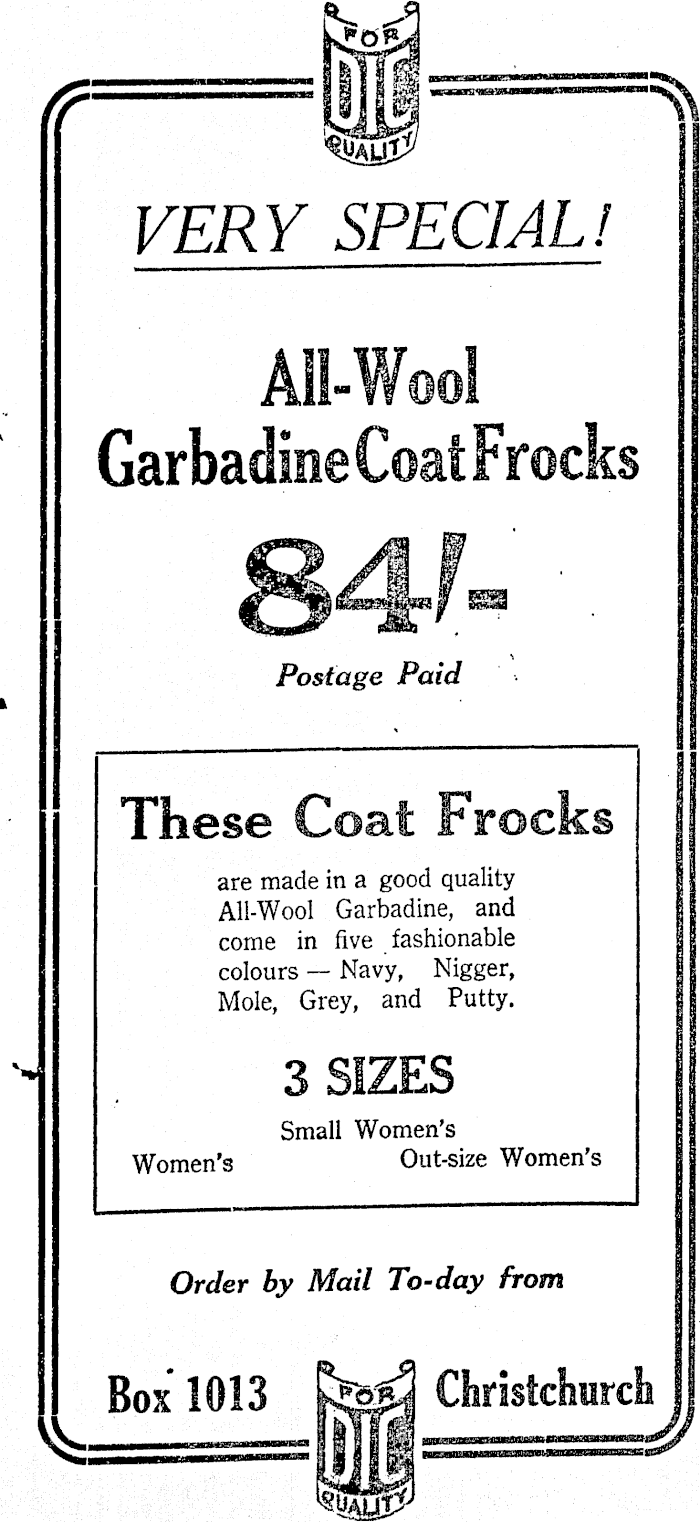 FOR
DIC
QUALITY
VERY SPECIAL!
All-Wool
Garbadine Coat Frocks
84/-
Postage Paid
These Coat Frocks
are made in a good quality
All-Wool Garbadine, and
come in five fashionable
colours — Navy, Nigger,
Mole, Grey, and Putty.
3 SIZES
Small Women's
Women's Out-size Women's
Order by Mail To-day from
Box 1013 Christchurch
FOR
DIC
QUALITY